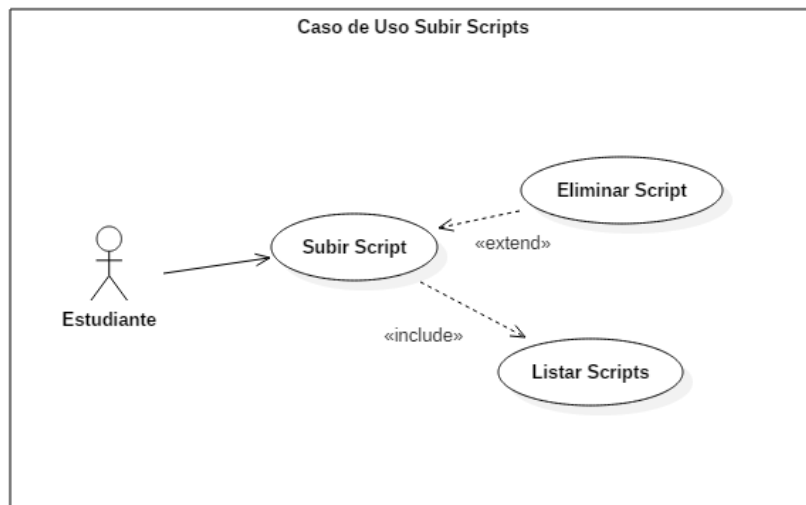 Caso de Uso Subir Scripts
Eliminar Script
Subir Script
«extend»
Estudiante
«include»
Listar Scripts